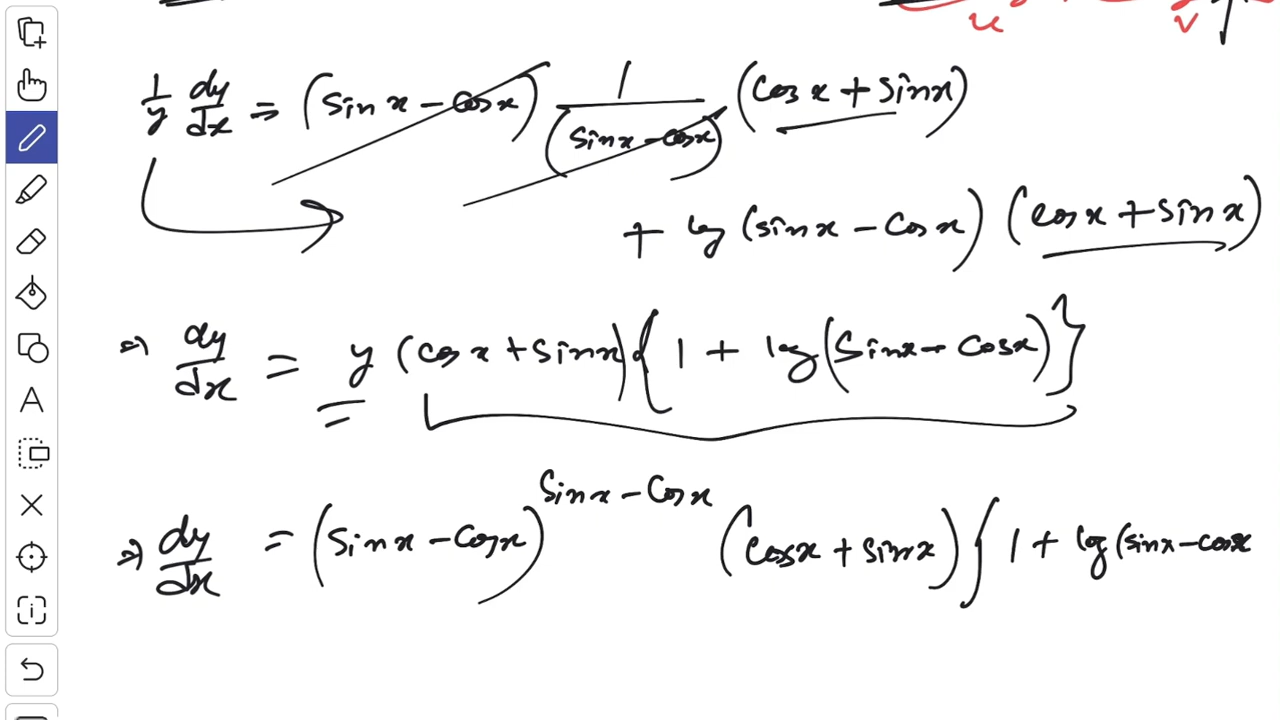 u v
1/y dy/dx = (sin x - cos x) 1/(sin x - cos x) (cos x + sin x)
+ log (sin x - cos x) (cos x + sin x)
⇒ dy/dx = y (cos x + sin x) { 1 + log (sin x - cos x) }
⇒ dy/dx = (sin x - cos x)^(sin x - cos x) (cos x + sin x) { 1 + log (sin x - cos x